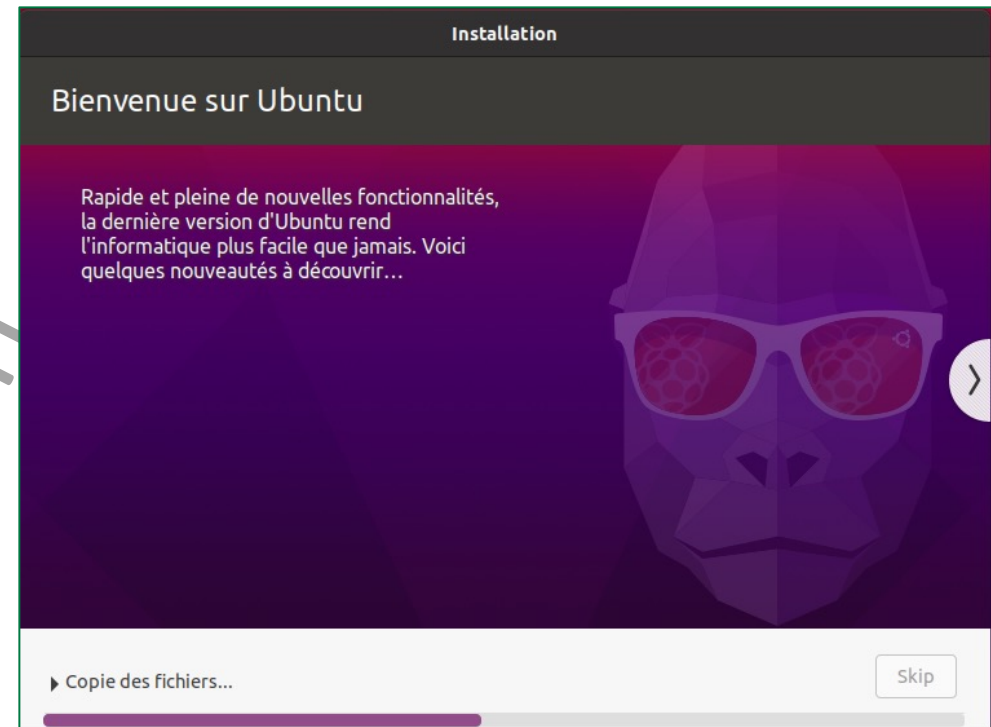 Installation
Bienvenue sur Ubuntu
Rapide et pleine de nouvelles fonctionnalités,
la dernière version d'Ubuntu rend
l'informatique plus facile que jamais. Voici
quelques nouveautés à découvrir…
Copie des fichiers...
Skip